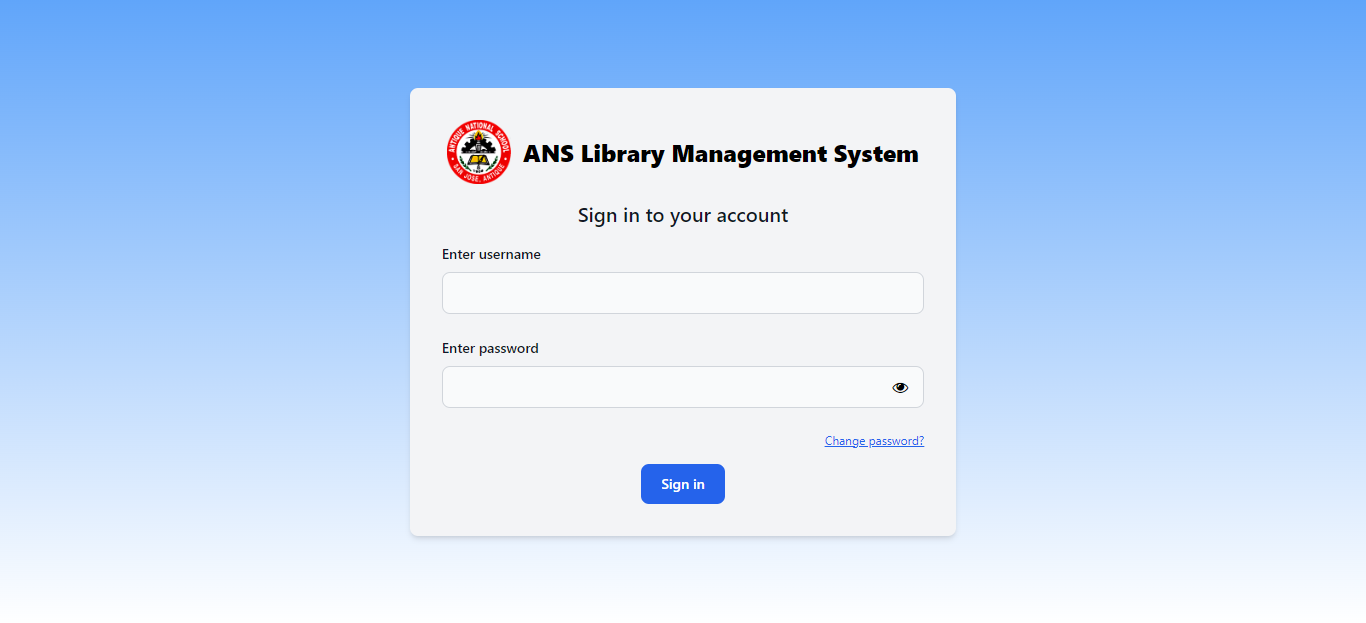 ANTIQUE NATIONAL SCHOOL
SAN JOSE, ANTIQUE
ANS Library Management System
Sign in to your account
Enter username
Enter password
Change password?
Sign in